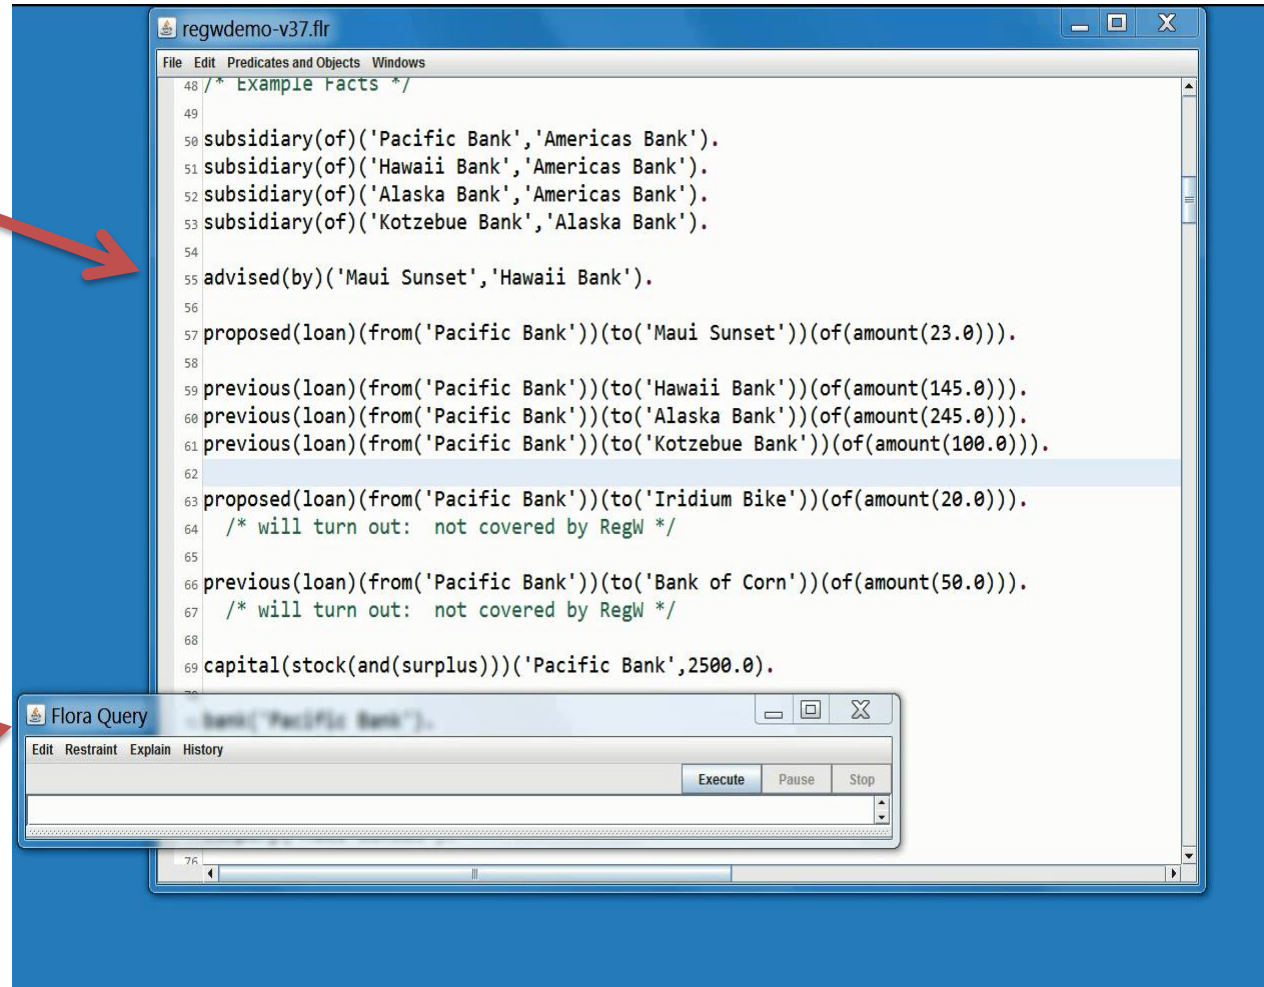 regwdemo-v37.flr
File Edit Predicates and Objects Windows
48 /* Example Facts */
49
50 subsidiary(of)('Pacific Bank','Americas Bank').
51 subsidiary(of)('Hawaii Bank','Americas Bank').
52 subsidiary(of)('Alaska Bank','Americas Bank').
53 subsidiary(of)('Kotzebue Bank','Alaska Bank').
54
55 advised(by)('Maui Sunset','Hawaii Bank').
56
57 proposed(loan)(from('Pacific Bank'))(to('Maui Sunset'))(of(amount(23.0))).
58
59 previous(loan)(from('Pacific Bank'))(to('Hawaii Bank'))(of(amount(145.0))).
60 previous(loan)(from('Pacific Bank'))(to('Alaska Bank'))(of(amount(245.0))).
61 previous(loan)(from('Pacific Bank'))(to('Kotzebue Bank'))(of(amount(100.0))).
62
63 proposed(loan)(from('Pacific Bank'))(to('Iridium Bike'))(of(amount(20.0))).
64 /* will turn out: not covered by RegW */
65
66 previous(loan)(from('Pacific Bank'))(to('Bank of Corn'))(of(amount(50.0))).
67 /* will turn out: not covered by RegW */
68
69 capital(stock(and(surplus)))('Pacific Bank',2500.0).
Flora Query
bank('Pacific Bank').
Edit Restraint Explain History
Execute Pause Stop
76